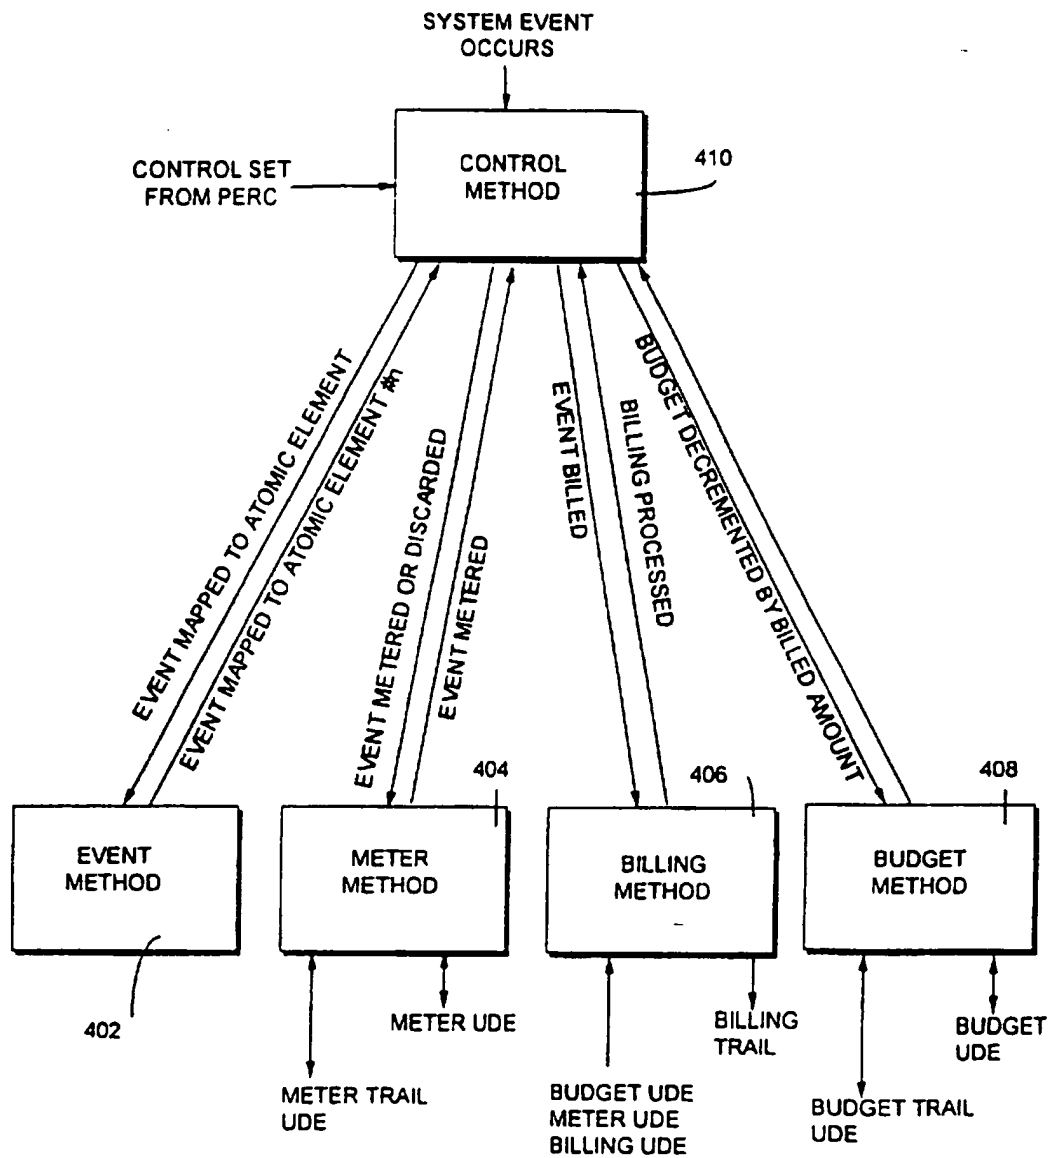 SYSTEM EVENT
OCCURS
CONTROL SET
FROM PERC
CONTROL
METHOD
410
EVENT MAPPED TO ATOMIC ELEMENT
EVENT MAPPED TO ATOMIC ELEMENT #n
EVENT METERED OR DISCARDED
EVENT METERED
EVENT BILLED
BILLING PROCESSED
BUDGET DECREMENTED BY BILLED AMOUNT
EVENT
METHOD
402
METER
METHOD
404
BILLING
METHOD
406
BUDGET
METHOD
408
METER TRAIL
UDE
METER UDE
BUDGET UDE
METER UDE
BILLING UDE
BILLING
TRAIL
BUDGET TRAIL
UDE
BUDGET
UDE